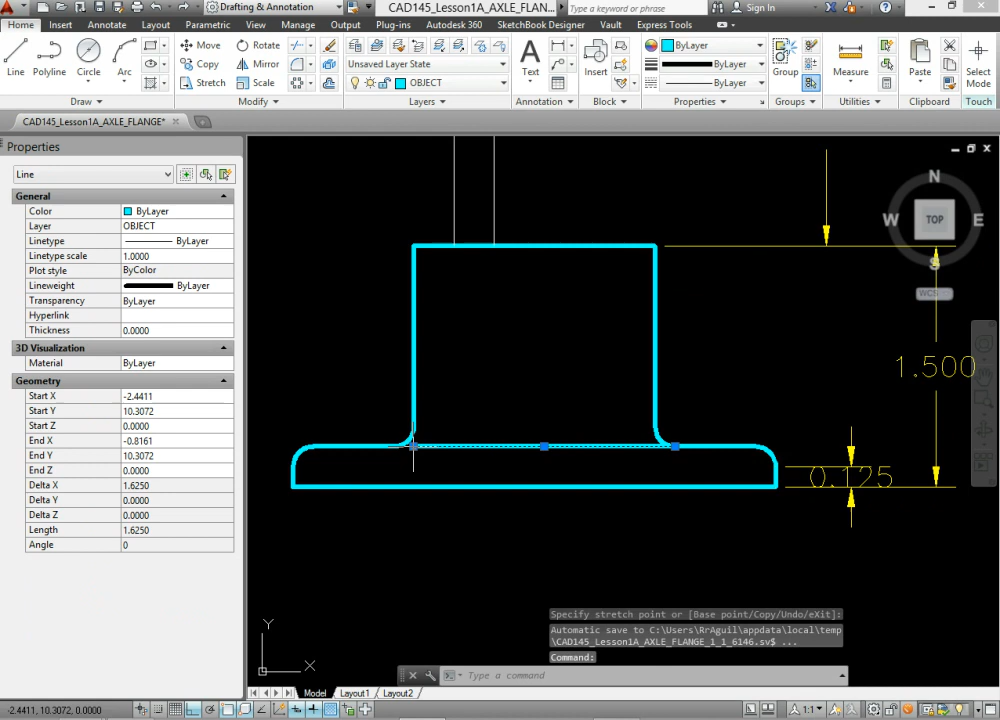 Drafting & Annotation
CAD145_Lesson1A_AXLE_FLAN...
Type a keyword or phrase
Sign In
Home
Insert
Annotate
Layout
Parametric
View
Manage
Output
Plug-ins
Autodesk 360
SketchBook Designer
Vault
Express Tools
Line
Polyline
Circle
Arc
Move
Rotate
Copy
Mirror
Stretch
Scale
Unsaved Layer State
OBJECT
Text
Insert
ByLayer
ByLayer
ByLayer
Group
Measure
Paste
Select
Mode
Draw
Modify
Layers
Annotation
Block
Properties
Groups
Utilities
Clipboard
Touch
CAD145_Lesson1A_AXLE_FLANGE*
Properties
Line
General
Color ByLayer
Layer OBJECT
Linetype ByLayer
Linetype scale 1.0000
Plot style ByColor
Lineweight ByLayer
Transparency ByLayer
Hyperlink
Thickness 0.0000
3D Visualization
Material ByLayer
Geometry
Start X -2.4411
Start Y 10.3072
Start Z 0.0000
End X -0.8161
End Y 10.3072
End Z 0.0000
Delta X 1.6250
Delta Y 0.0000
Delta Z 0.0000
Length 1.6250
Angle 0
N
W TOP E
S
WCS
1.500
0.125
Y
X
Specify stretch point or [Base point/Copy/Undo/eXit]:
Automatic save to C:\Users\RrAguil\appdata\local\temp
\CAD145_Lesson1A_AXLE_FLANGE_1_1_6146.sv$ ...
Command:
Type a command
Model
Layout1
Layout2
-2.4411, 10.3072, 0.0000
1:1